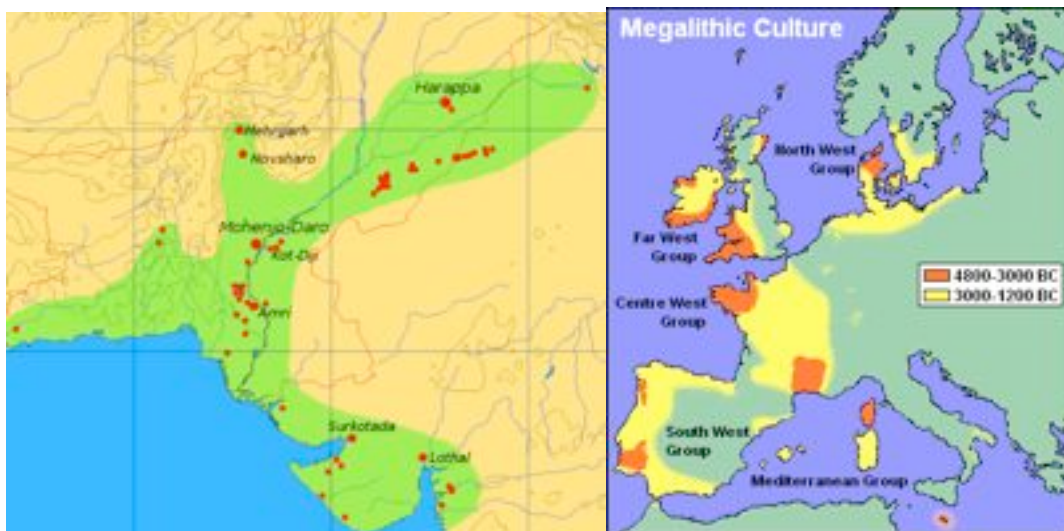 Harappa
Mehrgarh
Novsharo
Mohenjo-Daro
Kot-Diji
Amri
Surkotada
Lothal
Megalithic Culture
North West
Group
Far West
Group
4800-3000 BC
3000-1200 BC
Centre West
Group
South West
Group
Mediterranean Group